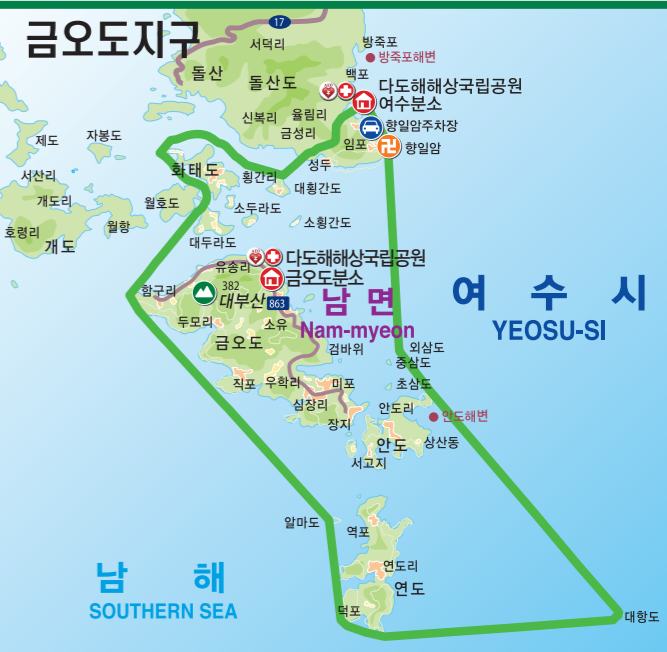 금오도지구
17
서덕리
방죽포
방죽포해변
돌산
돌산도
백포
다도해해상국립공원
여수분소
신복리
율림리
금성리
향일암주차장
임포
향일암
제도
자봉도
화태도
성두
서산리
횡간리
대횡간도
개도리
월호도
소두라도
호령리
월항
소횡간도
개도
대두라도
유송리
다도해해상국립공원
금오도분소
함구리
382
대부산
863
남면
Nam-myeon
여수시
YEOSU-SI
두모리
소유
금오도
검바위
외삼도
중삼도
직포
우학리
미포
초삼도
심장리
안도리
안도해변
장지
안도
상산동
서고지
알마도
역포
남해
SOUTHERN SEA
연도리
연도
덕포
대항도